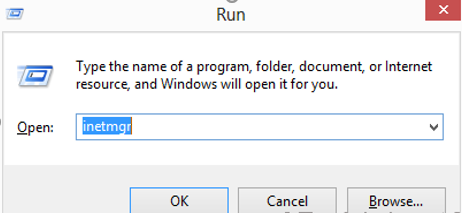 Run
Type the name of a program, folder, document, or Internet
resource, and Windows will open it for you.
Open: inetmgr
OK Cancel Browse...